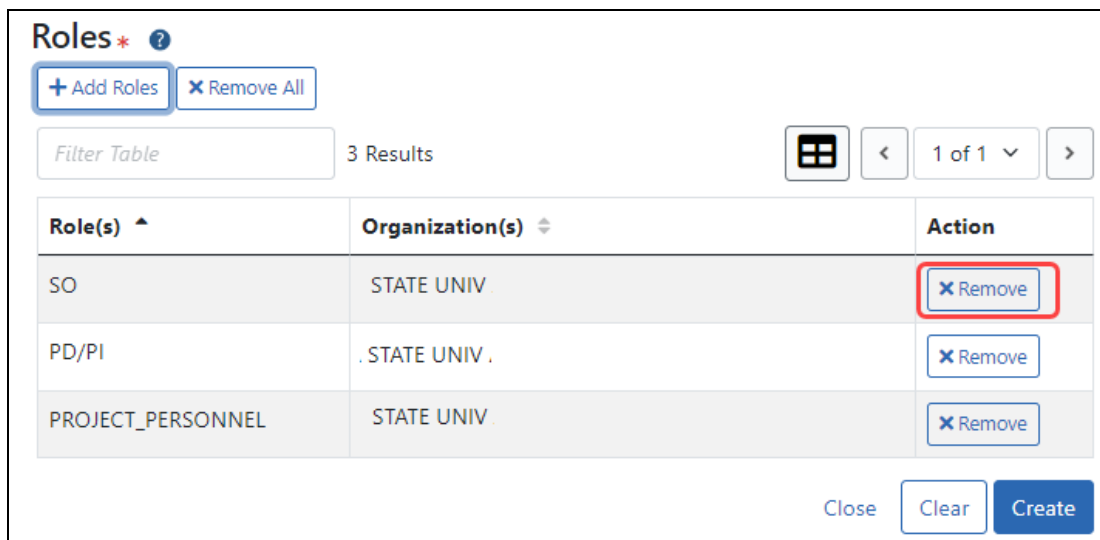 Roles * ?
+ Add Roles × Remove All
Filter Table 3 Results < 1 of 1 >
Role(s) Organization(s) Action
SO STATE UNIV × Remove
PD/PI STATE UNIV × Remove
PROJECT_PERSONNEL STATE UNIV × Remove
Close Clear Create